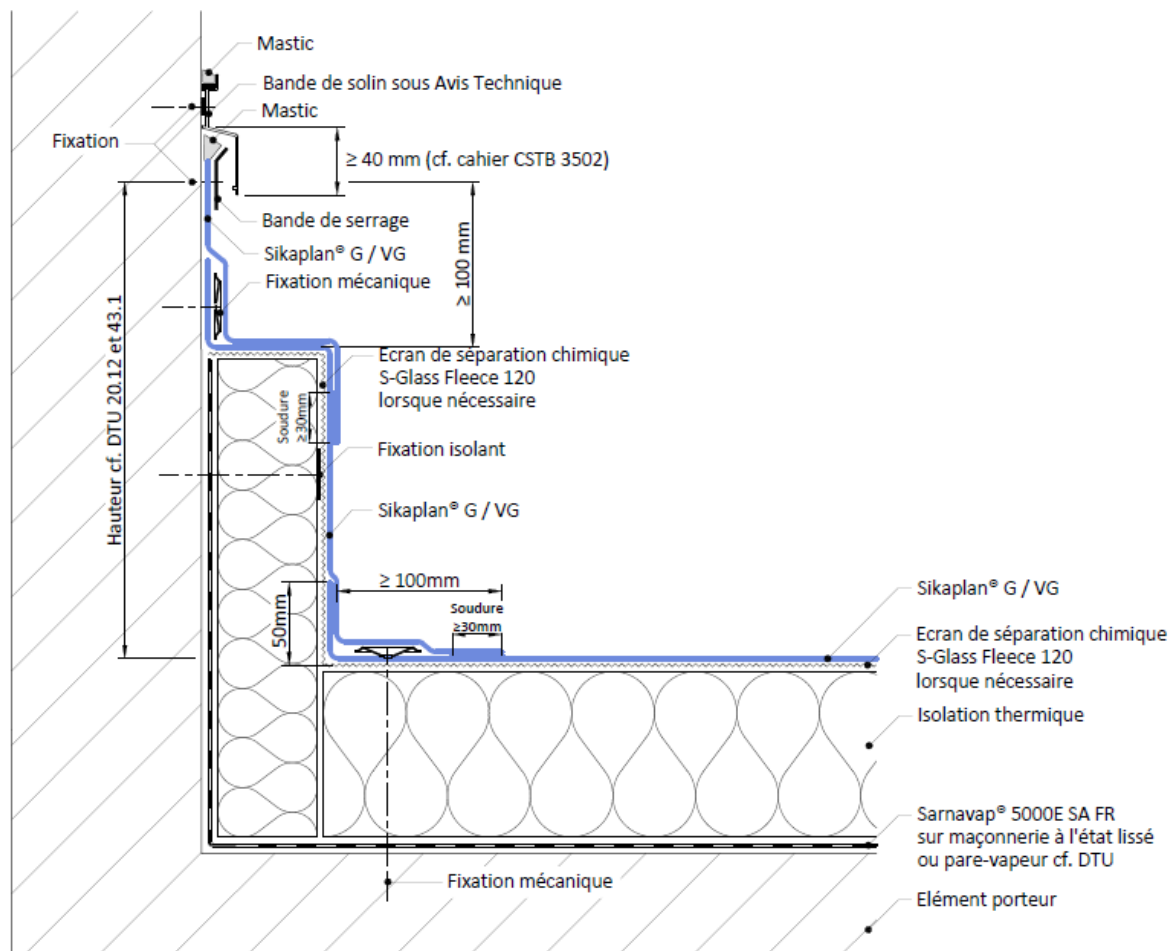 Mastic
Bande de solin sous Avis Technique
Mastic
Fixation
≥ 40 mm (cf. cahier CSTB 3502)
Bande de serrage
Sikaplan® G / VG
Fixation mécanique
≥ 100 mm
Hauteur cf. DTU 20.12 et 43.1
Ecran de séparation chimique
S-Glass Fleece 120
lorsque nécessaire
Soudure
≥30mm
Fixation isolant
Sikaplan® G / VG
≥ 100mm
50mm
Soudure
≥30mm
Sikaplan® G / VG
Ecran de séparation chimique
S-Glass Fleece 120
lorsque nécessaire
Isolation thermique
Sarnavap® 5000E SA FR
sur maçonnerie à l'état lissé
ou pare-vapeur cf. DTU
Fixation mécanique
Elément porteur